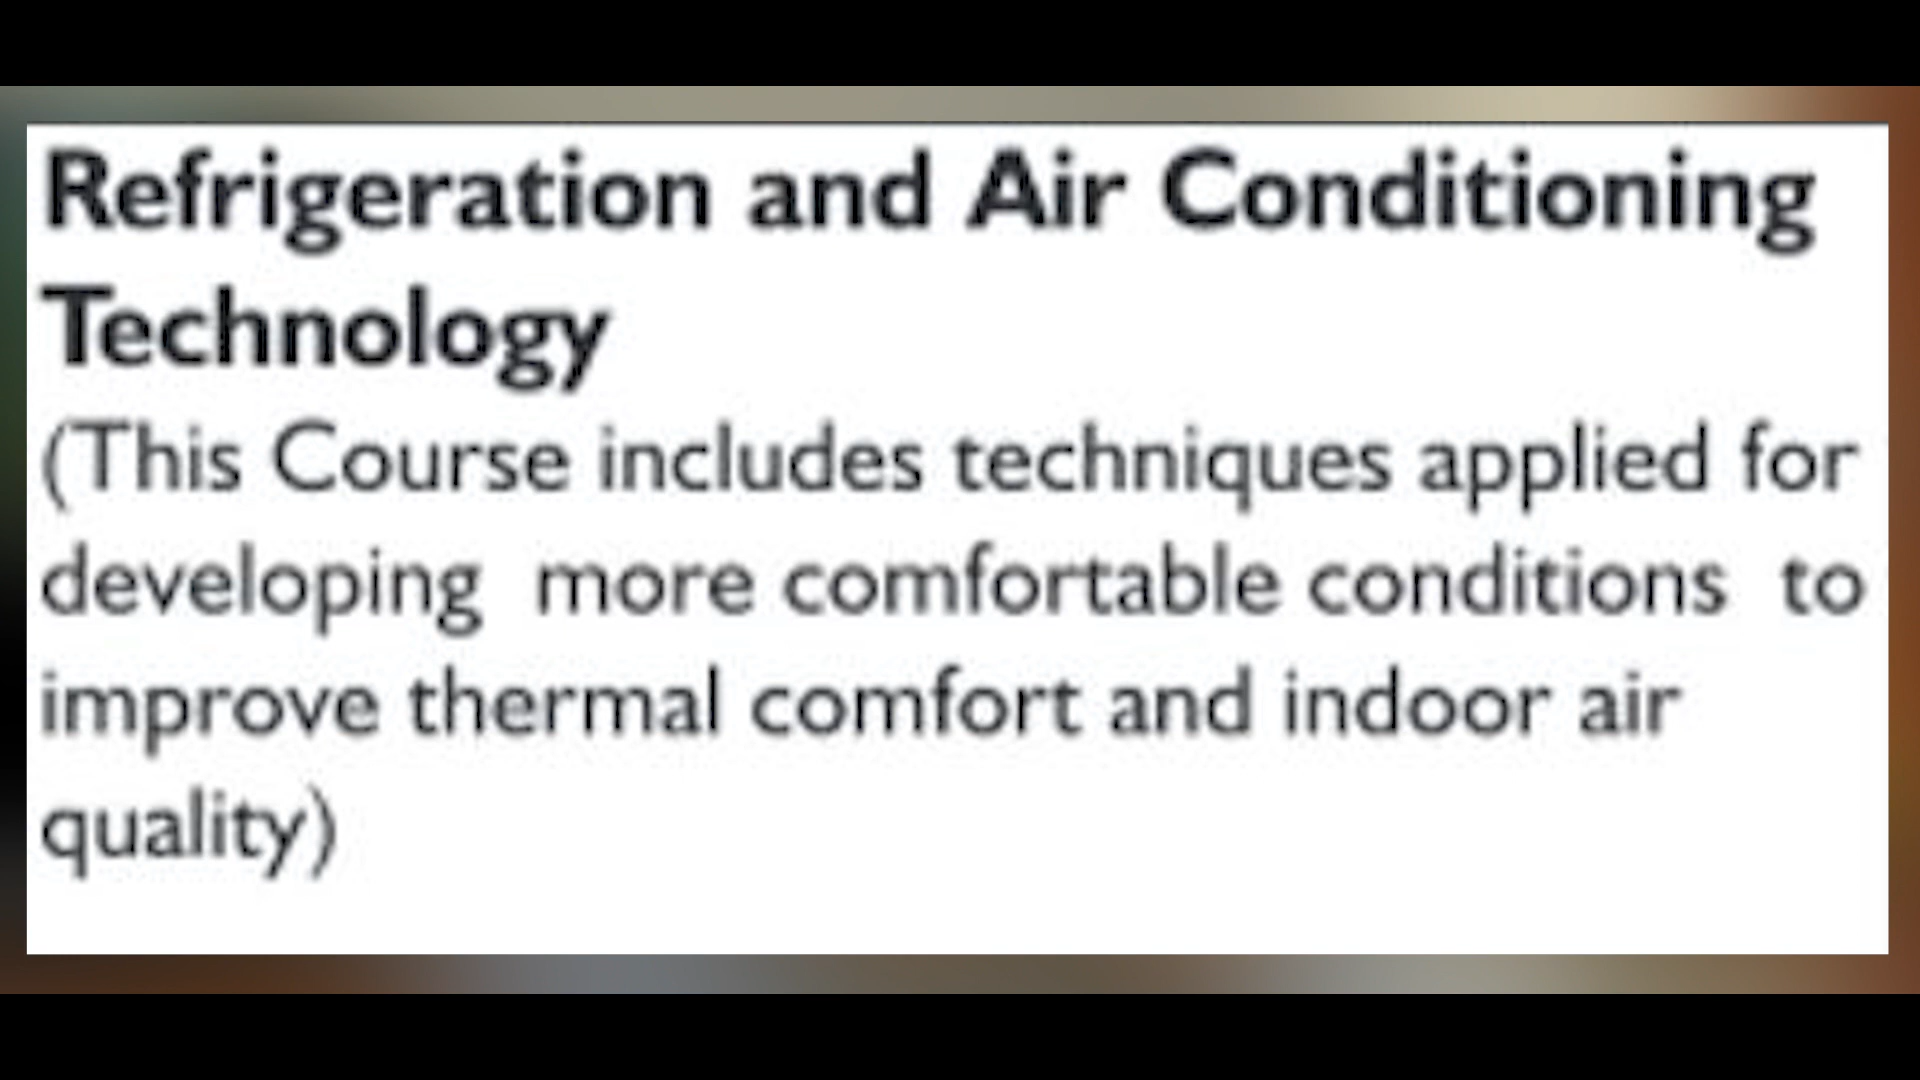 Refrigeration and Air Conditioning
Technology
(This Course includes techniques applied for
developing  more comfortable conditions  to
improve thermal comfort and indoor air
quality)